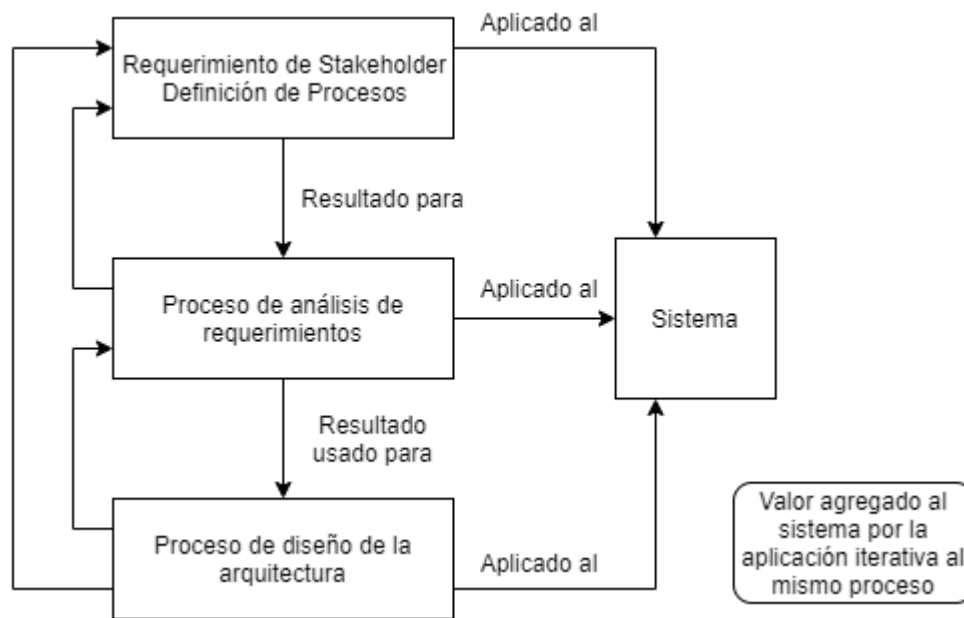 Aplicado al
Requerimiento de Stakeholder
Definición de Procesos
Resultado para
Proceso de análisis de
requerimientos
Aplicado al
Sistema
Resultado
usado para
Proceso de diseño de la
arquitectura
Aplicado al
Valor agregado al
sistema por la
aplicación iterativa al
mismo proceso